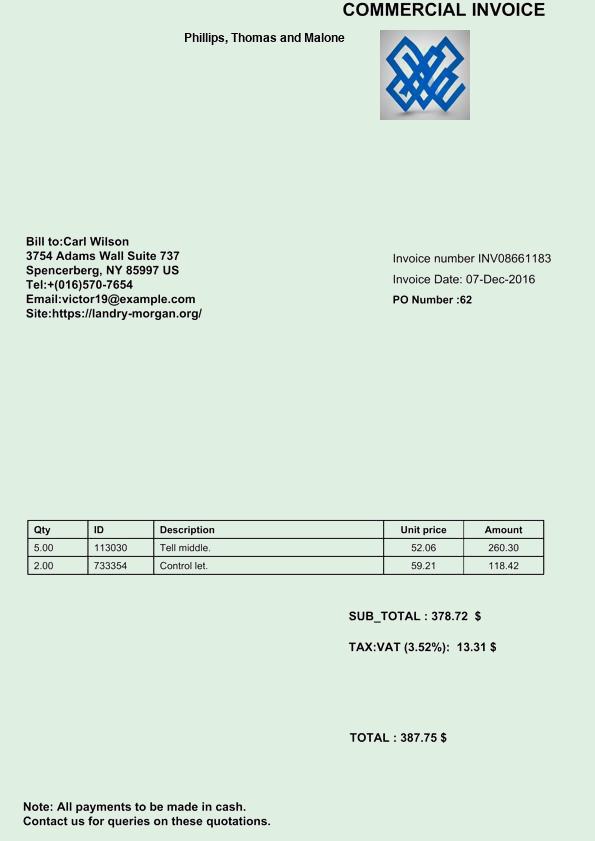 COMMERCIAL INVOICE
Phillips, Thomas and Malone
Bill to:Carl Wilson
3754 Adams Wall Suite 737
Spencerberg, NY 85997 US
Tel:+(016)570-7654
Email:victor19@example.com
Site:https://landry-morgan.org/
Invoice number INV08661183
Invoice Date: 07-Dec-2016
PO Number :62
Qty ID Description Unit price Amount
5.00 113030 Tell middle. 52.06 260.30
2.00 733354 Control let. 59.21 118.42
SUB_TOTAL : 378.72 $
TAX:VAT (3.52%): 13.31 $
TOTAL : 387.75 $
Note: All payments to be made in cash.
Contact us for queries on these quotations.